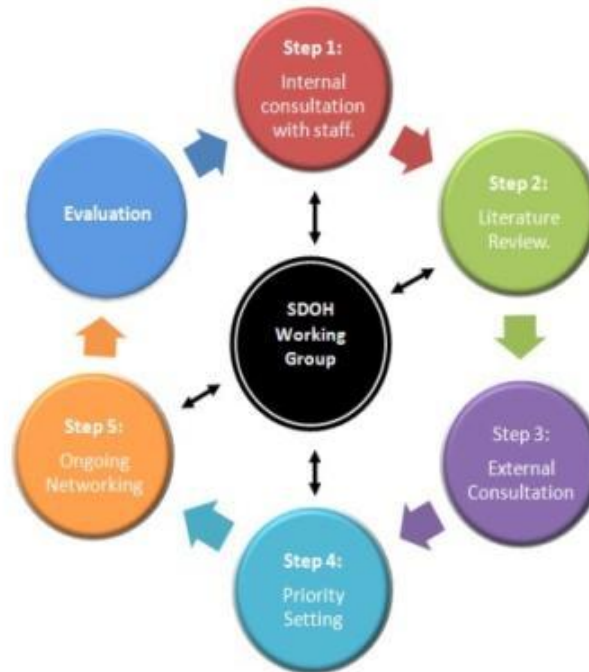 Step 1:
Internal
consultation
with staff.
Step 2:
Literature
Review.
Step 3:
External
Consultation
Step 4:
Priority
Setting
Step 5:
Ongoing
Networking
Evaluation
SDOH
Working
Group